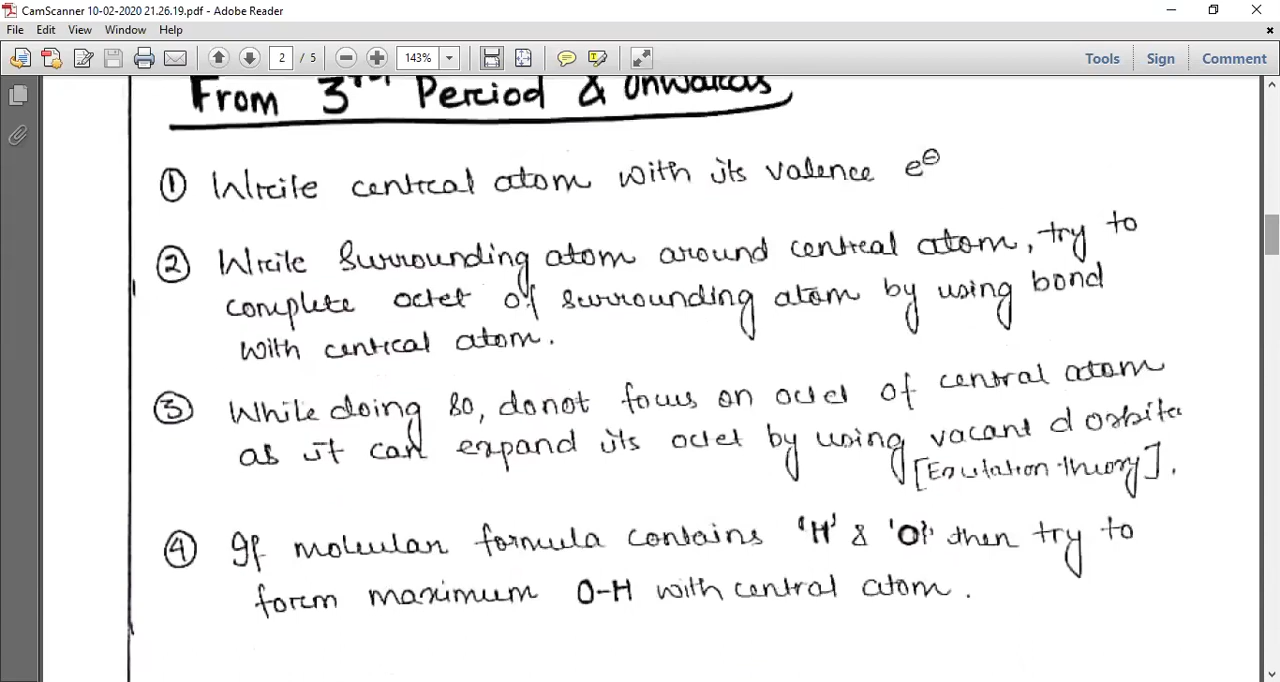 CamScanner 10-02-2020 21.26.19.pdf - Adobe Reader
File Edit View Window Help
2 / 5 143% Tools Sign Comment
From 3rd Period & Onwards
① Write central atom with its valence e⊖
② Write Surrounding atom around central atom, try to
complete octet of surrounding atom by using bond
with central atom.
③ While doing so, donot focus on octet of central atom
as it can expand its octet by using vacant d orbita
[Excitation theory].
④ If molecular formula contains 'H' & 'O' then try to
form maximum O-H with central atom.